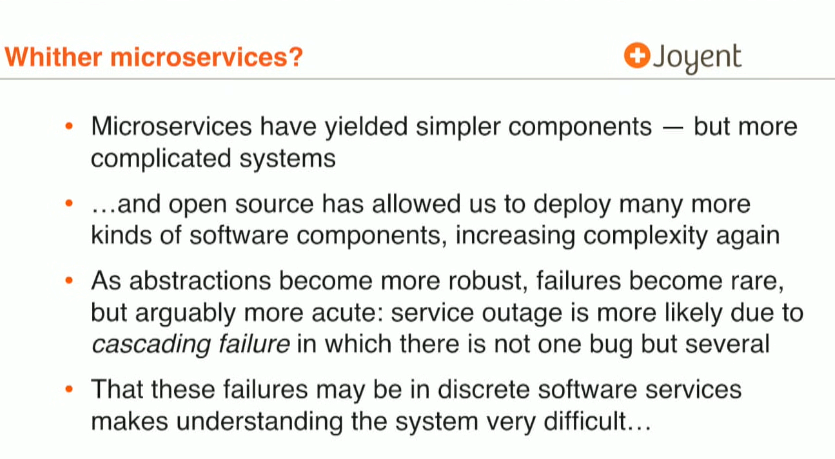 Whither microservices?
Joyent
• Microservices have yielded simpler components — but more
complicated systems
• …and open source has allowed us to deploy many more
kinds of software components, increasing complexity again
• As abstractions become more robust, failures become rare,
but arguably more acute: service outage is more likely due to
cascading failure in which there is not one bug but several
• That these failures may be in discrete software services
makes understanding the system very difficult…